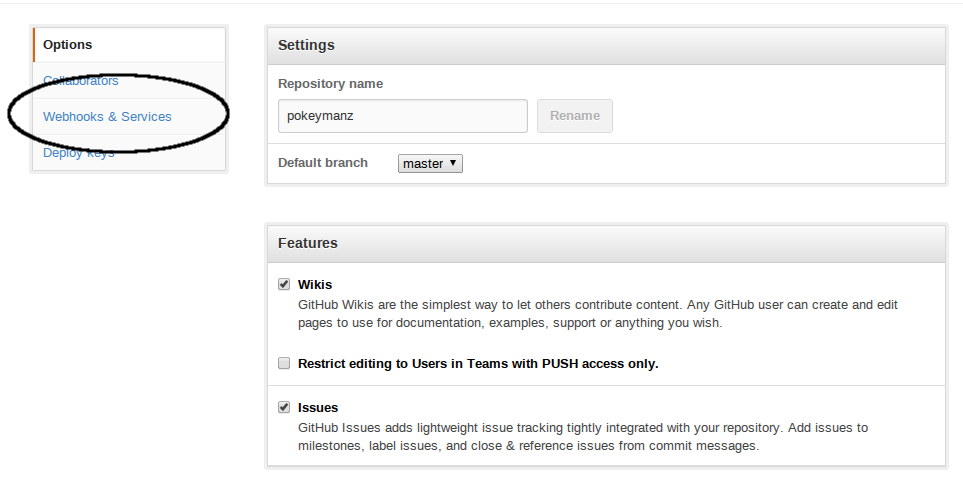 Options
Collaborators
Webhooks & Services
Deploy keys
Settings
Repository name
pokeymanz
Rename
Default branch
master
Features
Wikis
GitHub Wikis are the simplest way to let others contribute content. Any GitHub user can create and edit
pages to use for documentation, examples, support or anything you wish.
Restrict editing to Users in Teams with PUSH access only.
Issues
GitHub Issues adds lightweight issue tracking tightly integrated with your repository. Add issues to
milestones, label issues, and close & reference issues from commit messages.